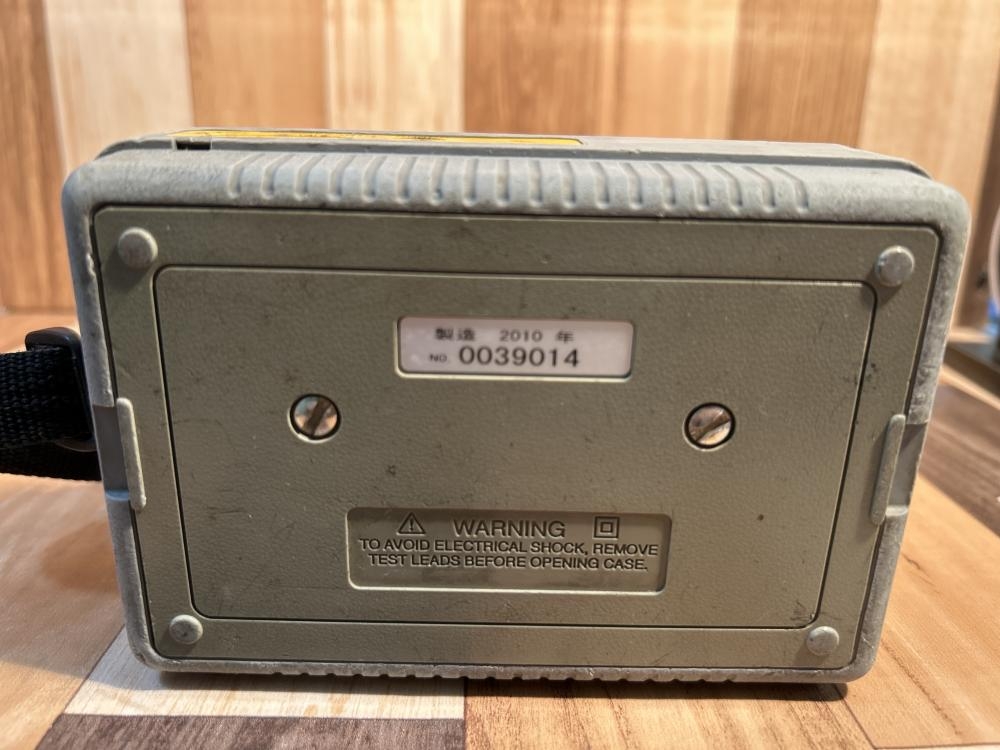 製造 2010 年
NO. 0039014
WARNING
TO AVOID ELECTRICAL SHOCK, REMOVE
TEST LEADS BEFORE OPENING CASE.